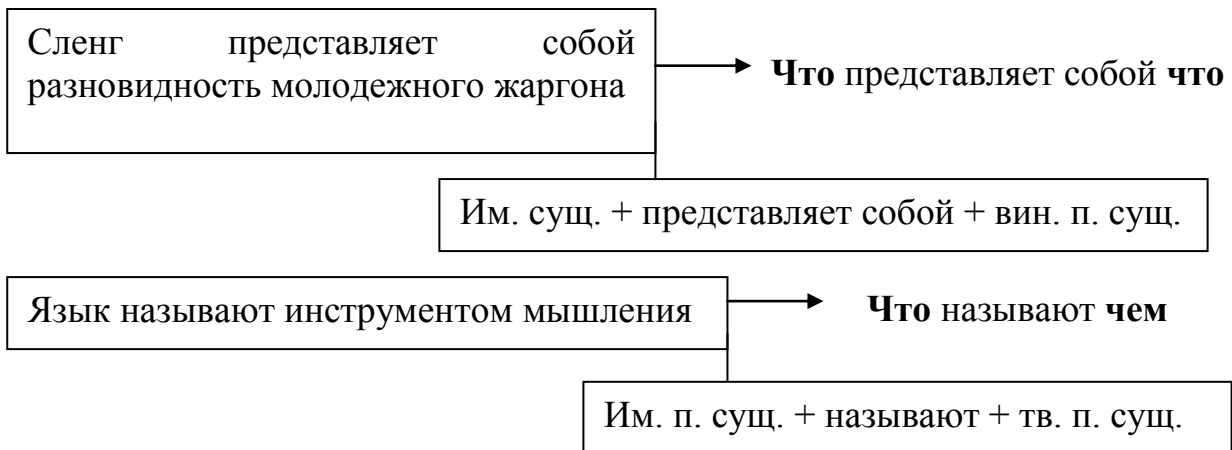 Сленг представляет собой
разновидность молодежного жаргона
Что представляет собой что
Им. сущ. + представляет собой + вин. п. сущ.
Язык называют инструментом мышления
Что называют чем
Им. п. сущ. + называют + тв. п. сущ.